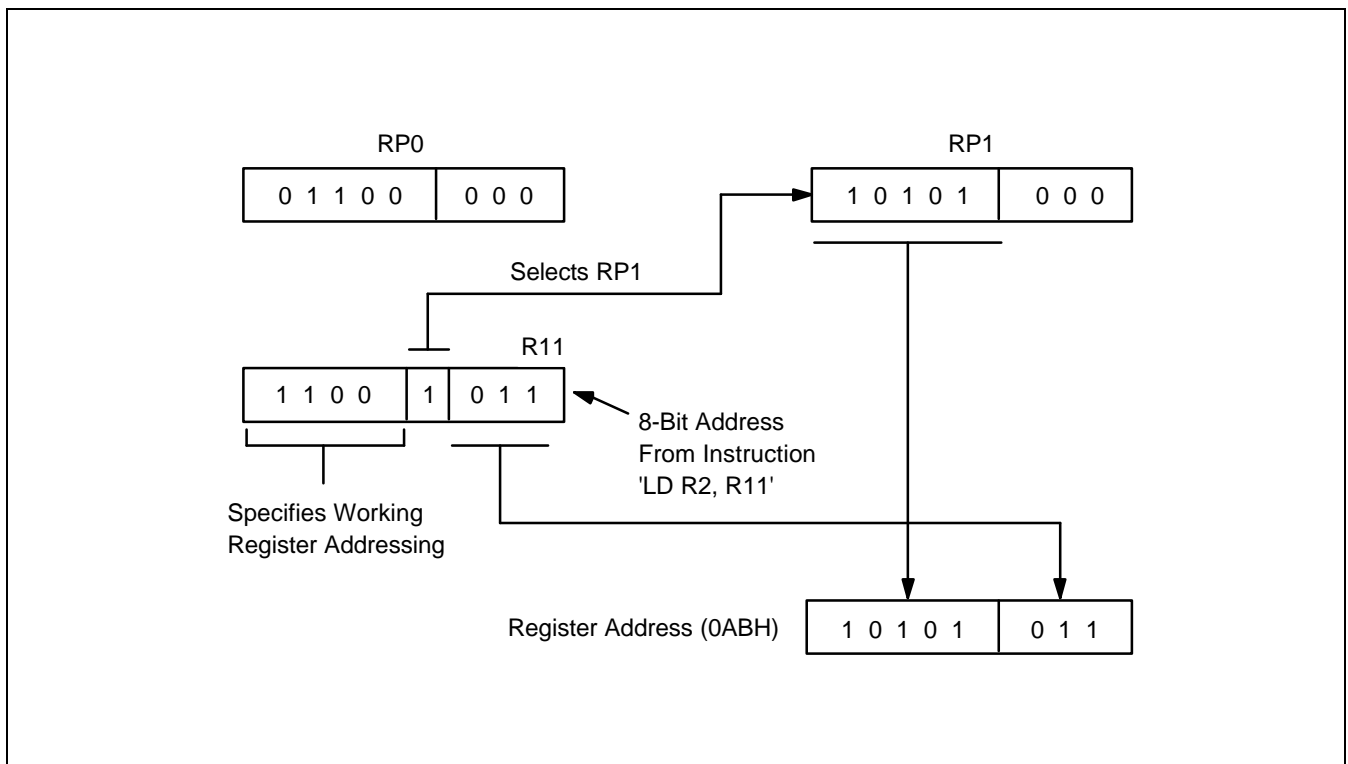 RP0
RP1
0 1 1 0 0 0 0 0
1 0 1 0 1 0 0 0
Selects RP1
R11
1 1 0 0 1 0 1 1
8-Bit Address
From Instruction
'LD R2, R11'
Specifies Working
Register Addressing
Register Address (0ABH)
1 0 1 0 1 0 1 1